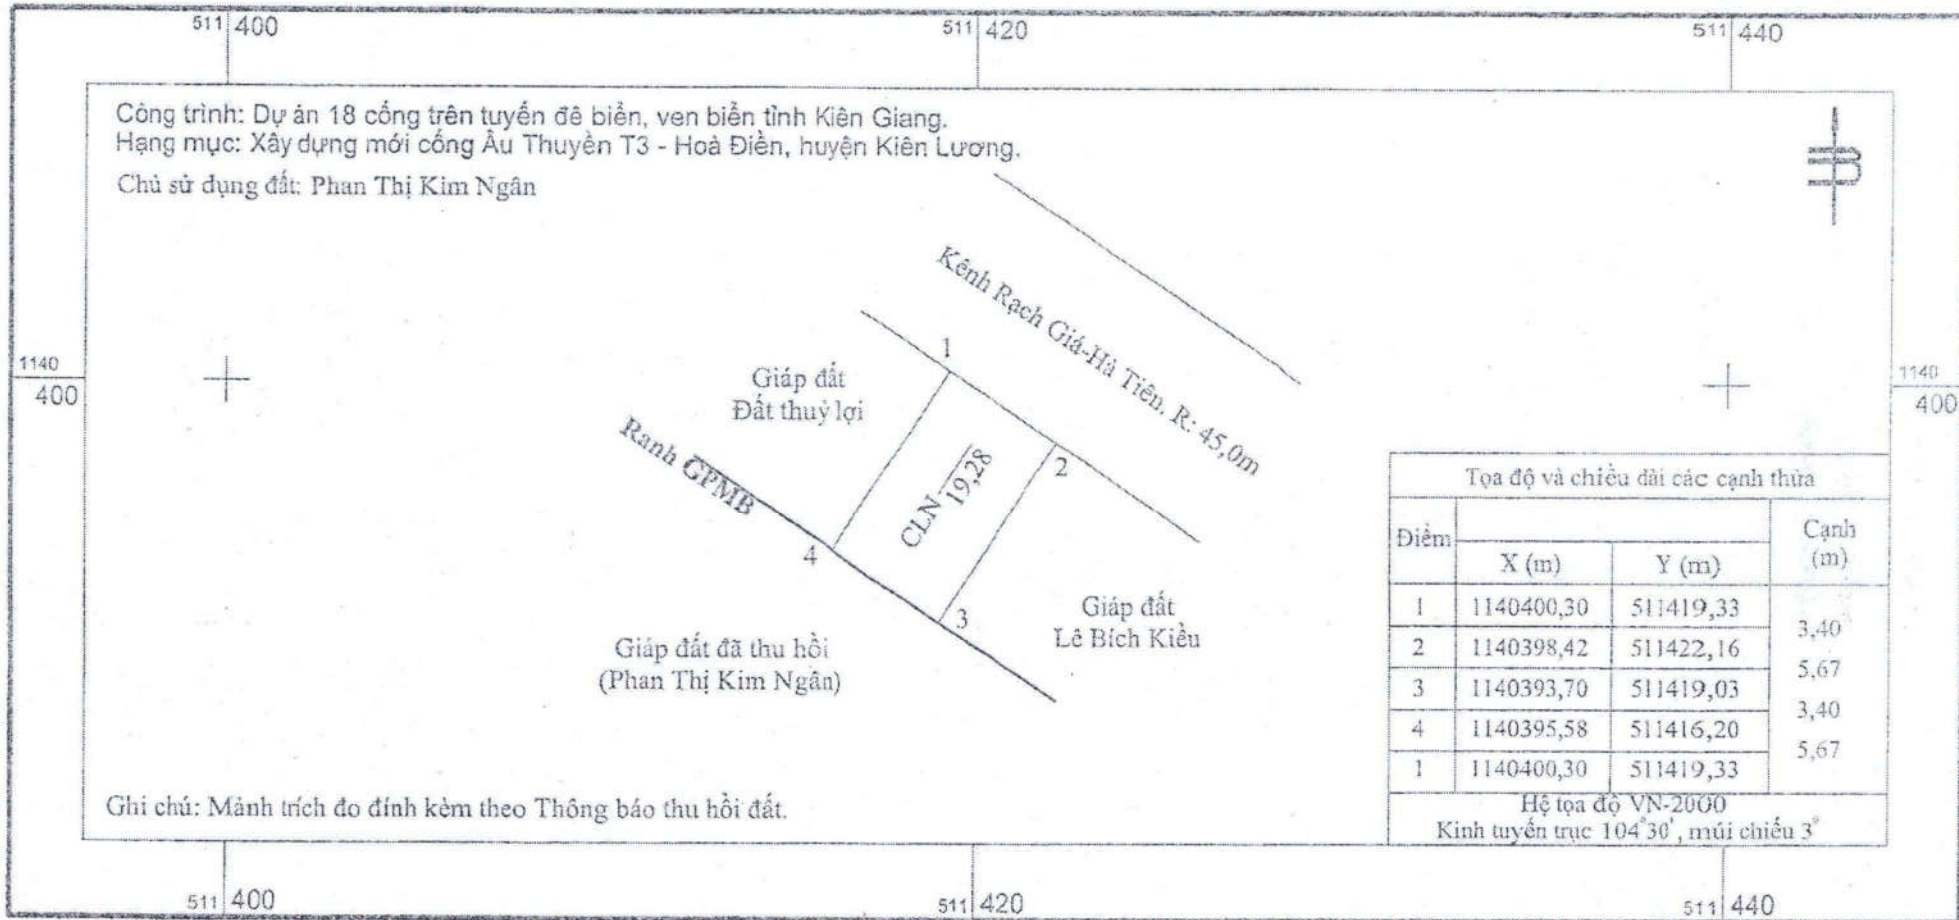 511 400
511 420
511 440
Công trình: Dự án 18 cống trên tuyến đê biển, ven biển tỉnh Kiên Giang.
Hạng mục: Xây dựng mới cống Âu Thuyền T3 - Hoà Điền, huyện Kiên Lương.
Chủ sử dụng đất: Phan Thị Kim Ngân
Kênh Rạch Giá-Hà Tiên. R: 45,0m
1140
400
1140
400
Giáp đất
Đất thuỷ lợi
Ranh GPMB
1
2
3
4
CLN 19,28
Giáp đất
Lê Bích Kiều
Giáp đất đã thu hồi
(Phan Thị Kim Ngân)
Tọa độ và chiều dài các cạnh thửa
Điểm X (m) Y (m) Cạnh (m)
1 1140400,30 511419,33
3,40
2 1140398,42 511422,16
5,67
3 1140393,70 511419,03
3,40
4 1140395,58 511416,20
5,67
1 1140400,30 511419,33
Hệ tọa độ VN-2000
Kinh tuyến trục 104°30', múi chiếu 3°
Ghi chú: Mảnh trích đo đính kèm theo Thông báo thu hồi đất.
511 400
511 420
511 440